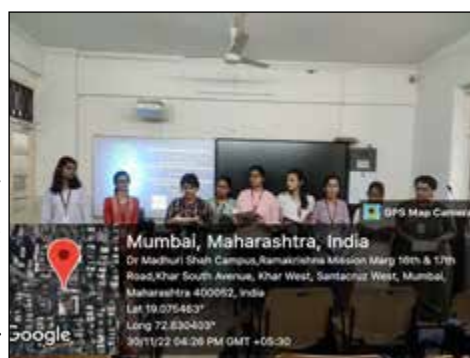 GPS Map Camera
Mumbai, Maharashtra, India
Dr Madhuri Shah Campus,Ramakrishna Mission Marg 16th & 17th
Road,Khar South Avenue, Khar West, Santacruz West, Mumbai,
Maharashtra 400052, India
Lat 19.075463°
Long 72.830403°
30/11/22 04:26 PM GMT +05:30
Google